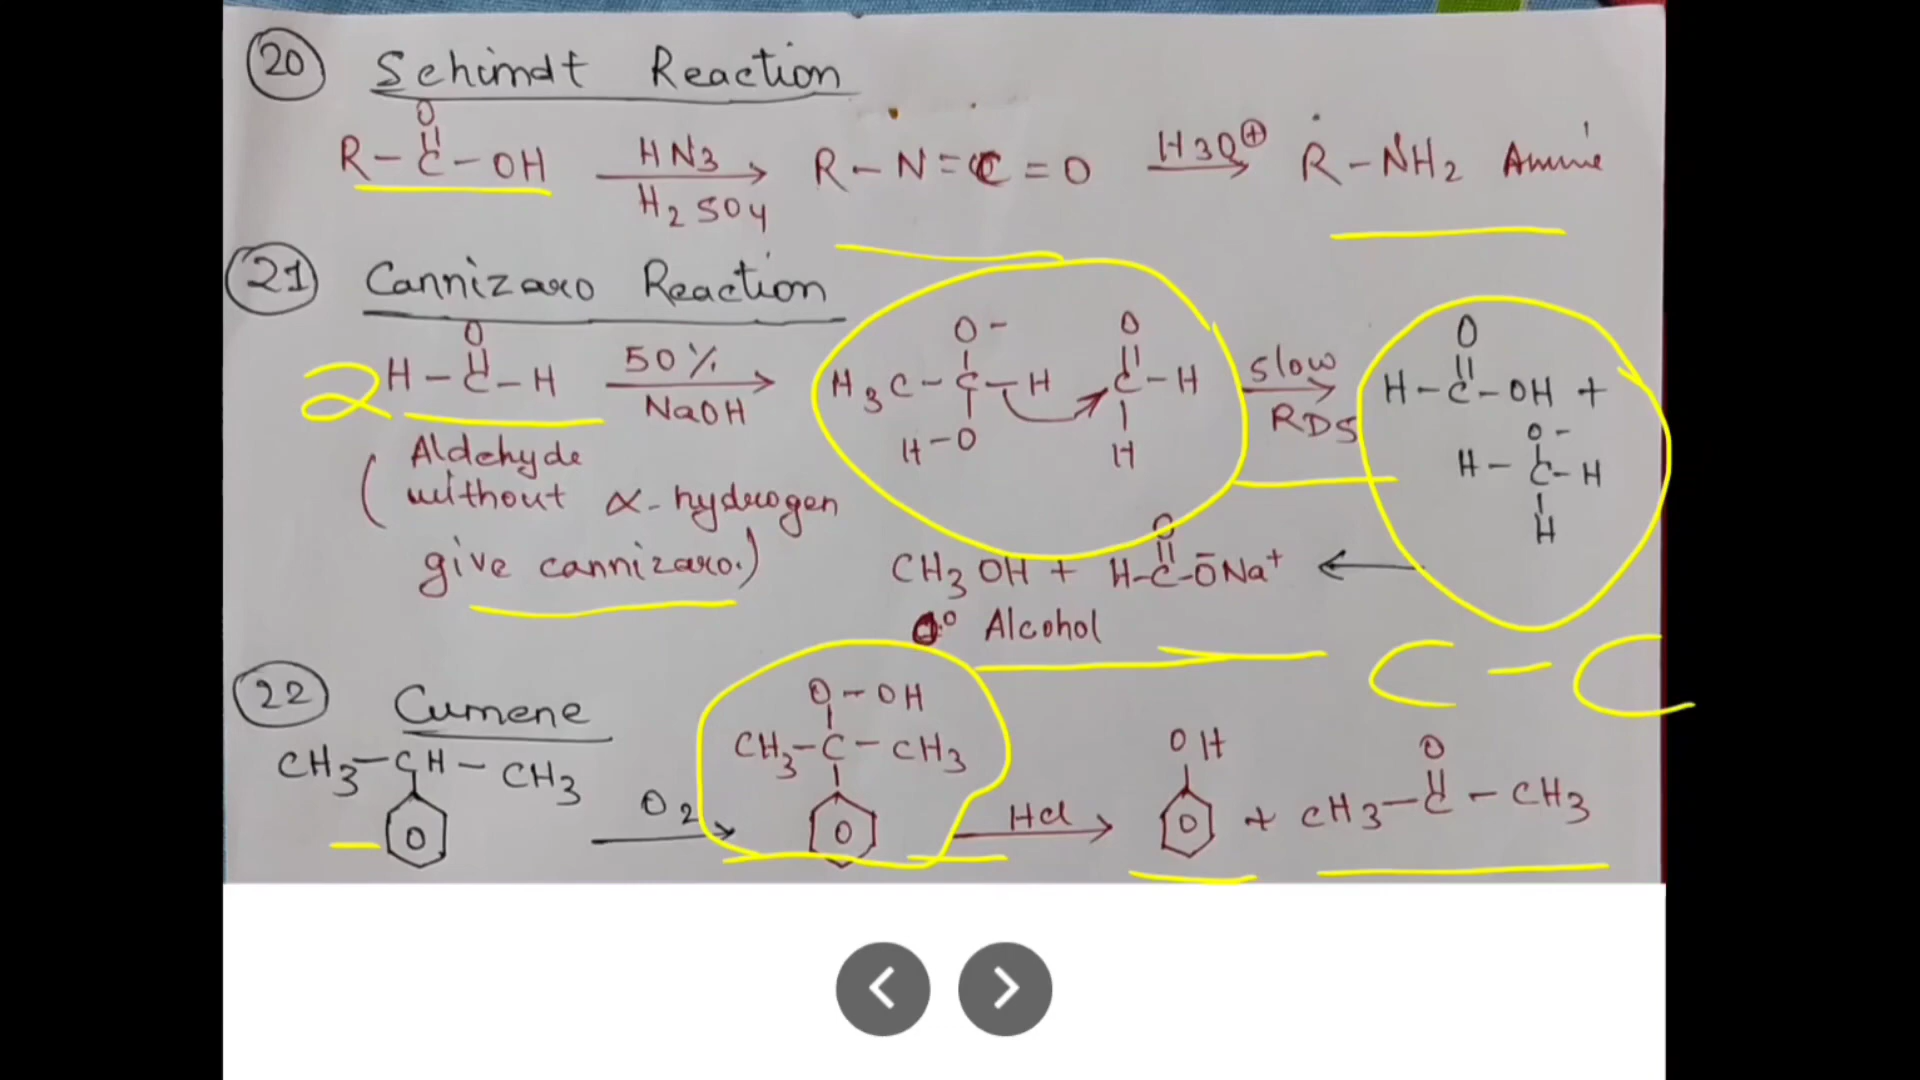 20 Schimdt Reaction
O
R-C-OH HN3 H2SO4 R-N=C=O H3O⊕ R-NH2 Amine
21 Cannizaro Reaction
O O- O O
2 H-C-H 50% NaOH H3C-C-H C-H slow RDS H-C-OH +
H-O H
Aldehyde O-
(without α-hydrogen H-C-H
give cannizaro.) H
O
CH3OH + H-C-ŌNa+
° Alcohol
C-C
22 Cumene
O-OH
CH3-CH-CH3 O2 CH3-C-CH3 HCl OH + O
CH3-C-CH3